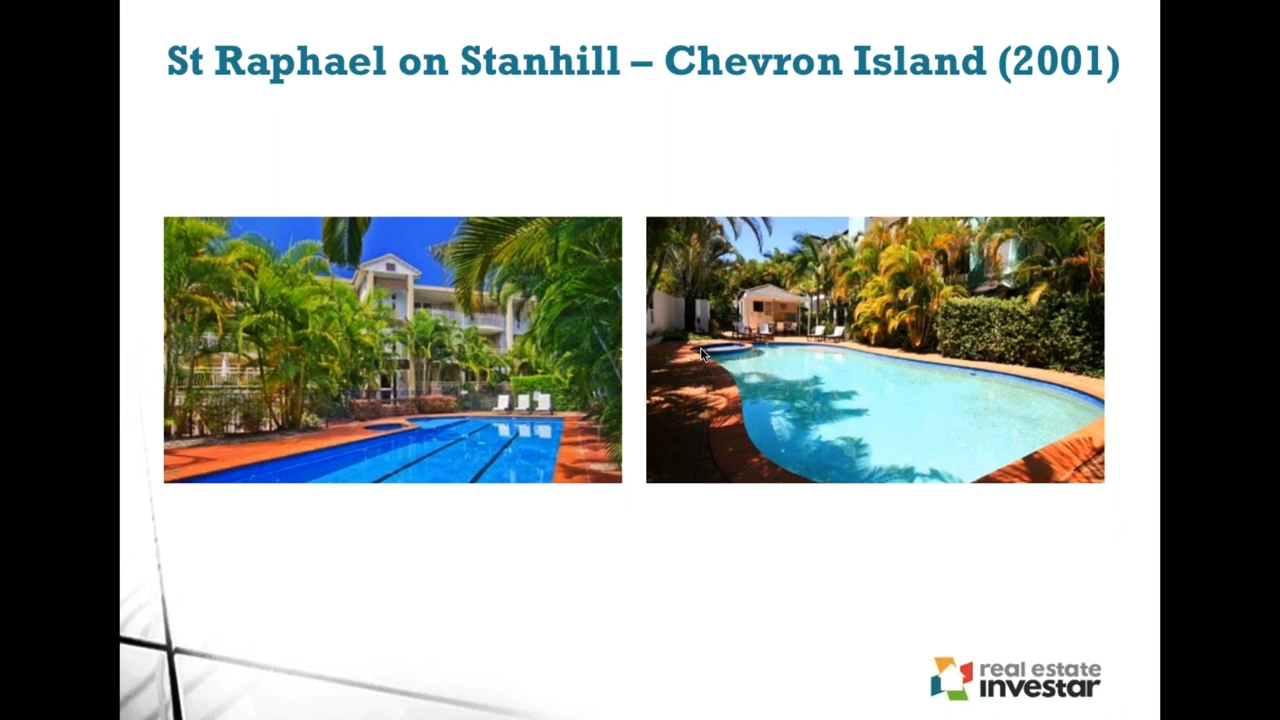 St Raphael on Stanhill – Chevron Island (2001)
real estate
investar